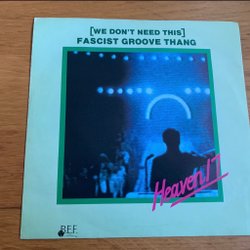 [WE DON'T NEED THIS]
FASCIST GROOVE THANG
Heaven 17
B.E.F.